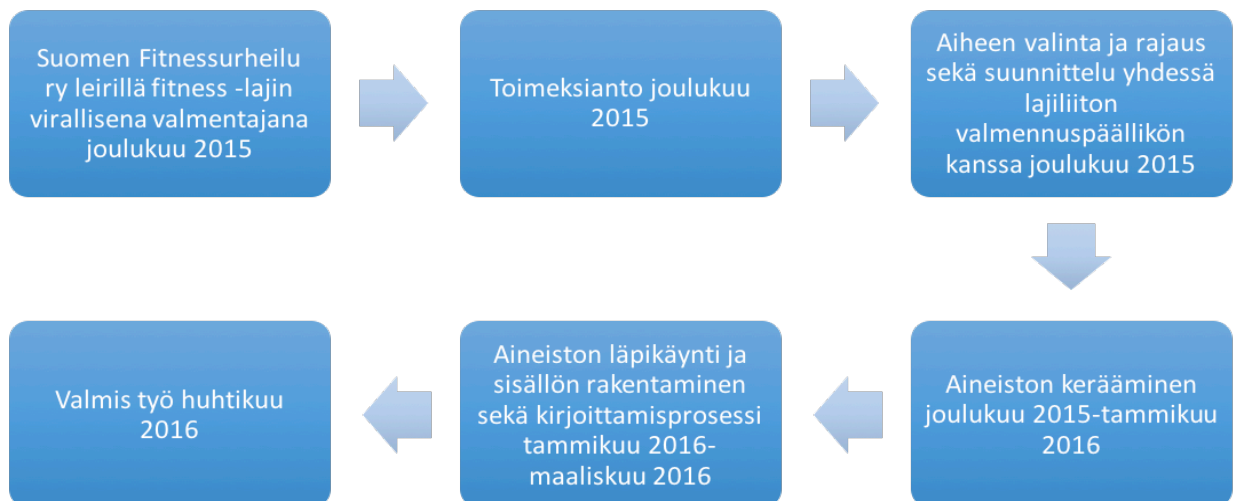 Suomen Fitnessurheilu
ry leirillä fitness -lajin
virallisena valmentajana
joulukuu 2015
Toimeksianto joulukuu
2015
Aiheen valinta ja rajaus
sekä suunnittelu yhdessä
lajiliiton
valmennuspäällikön
kanssa joulukuu 2015
Aineiston kerääminen
joulukuu 2015-tammikuu
2016
Aineiston läpikäynti ja
sisällön rakentaminen
sekä kirjoittamisprosessi
tammikuu 2016-
maaliskuu 2016
Valmis työ huhtikuu
2016